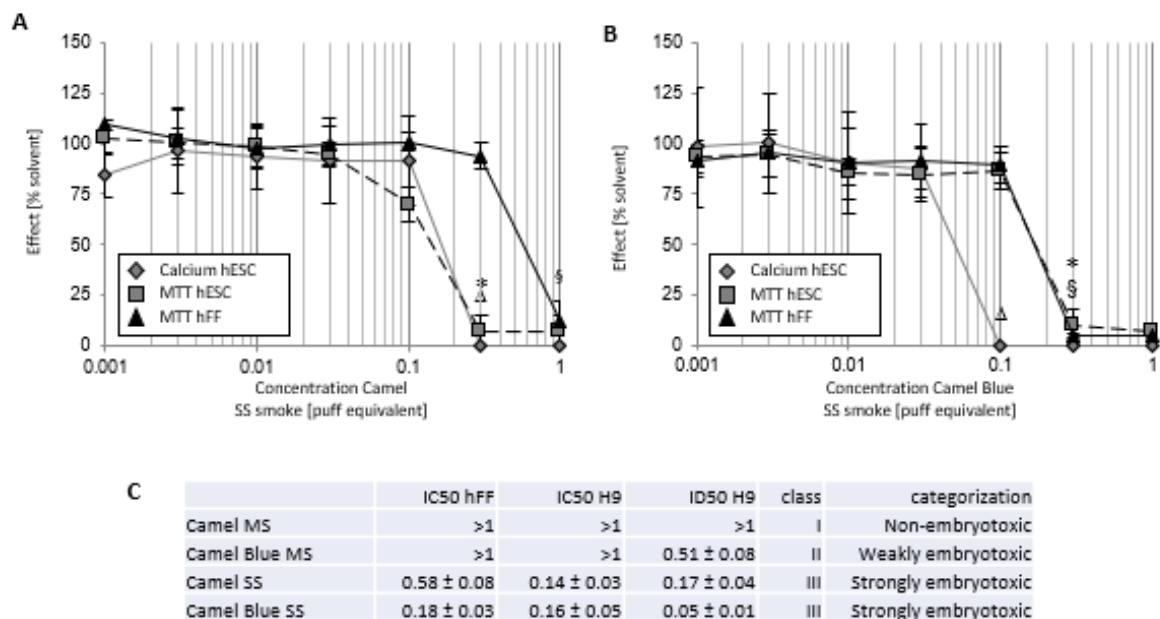 A
150
125
100
75
50
25
0
Effect [% solvent]
Calcium hESC
MTT hESC
MTT hFF
*
Δ
§
0.001
0.01
0.1
1
Concentration Camel
SS smoke [puff equivalent]
B
150
125
100
75
50
25
0
Effect [% solvent]
Calcium hESC
MTT hESC
MTT hFF
*
§
Δ
0.001
0.01
0.1
1
Concentration Camel Blue
SS smoke [puff equivalent]
C
IC50 hFF IC50 H9 ID50 H9 class categorization
Camel MS >1 >1 >1 I Non-embryotoxic
Camel Blue MS >1 >1 0.51 ± 0.08 II Weakly embryotoxic
Camel SS 0.58 ± 0.08 0.14 ± 0.03 0.17 ± 0.04 III Strongly embryotoxic
Camel Blue SS 0.18 ± 0.03 0.16 ± 0.05 0.05 ± 0.01 III Strongly embryotoxic